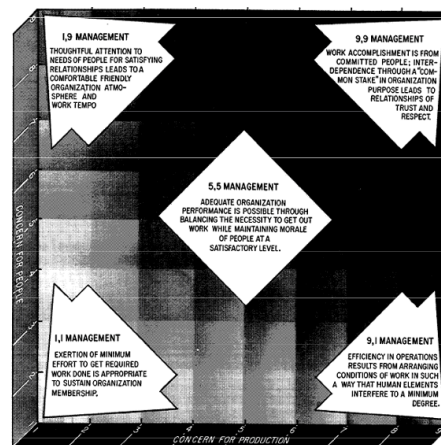 1,9 MANAGEMENT
THOUGHTFUL ATTENTION TO
NEEDS OF PEOPLE FOR SATISFYING
RELATIONSHIPS LEADS TO A
COMFORTABLE FRIENDLY
ORGANIZATION ATMO-
SPHERE AND
WORK TEMPO
9,9 MANAGEMENT
WORK ACCOMPLISHMENT IS FROM
COMMITTED PEOPLE; INTER-
DEPENDENCE THROUGH A "COM-
MON STAKE" IN ORGANIZATION
PURPOSE LEADS TO
RELATIONSHIPS OF
TRUST AND
RESPECT.
5,5 MANAGEMENT
ADEQUATE ORGANIZATION
PERFORMANCE IS POSSIBLE THROUGH
BALANCING THE NECESSITY TO GET OUT
WORK WHILE MAINTAINING MORALE
OF PEOPLE AT A
SATISFACTORY LEVEL.
CONCERN FOR PEOPLE
1,1 MANAGEMENT
EXERTION OF MINIMUM
EFFORT TO GET REQUIRED
WORK DONE IS APPROPRIATE
TO SUSTAIN ORGANIZATION
MEMBERSHIP.
9,1 MANAGEMENT
EFFICIENCY IN OPERATIONS
RESULTS FROM ARRANGING
CONDITIONS OF WORK IN SUCH
A WAY THAT HUMAN ELEMENTS
INTERFERE TO A MINIMUM
DEGREE.
CONCERN FOR PRODUCTION